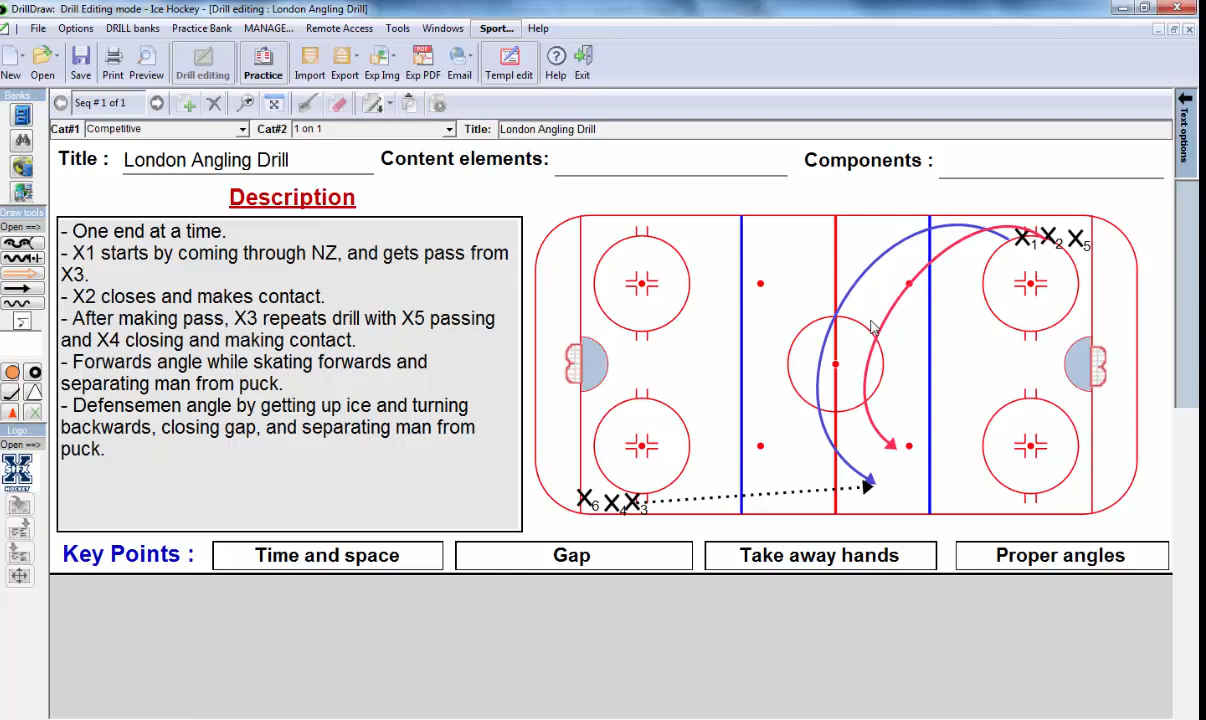 DrillDraw: Drill Editing mode - Ice Hockey - [Drill editing : London Angling Drill]
File Options DRILL banks Practice Bank MANAGE... Remote Access Tools Windows Sport... Help
New Open Save Print Preview Drill editing Practice Import Export Exp Img Exp PDF Email Templ edit Help Exit
Banks
Seq # 1 of 1
Cat#1 Competitive Cat#2 1 on 1 Title: London Angling Drill
Text options
Title : London Angling Drill Content elements: Components :
Description
Draw tools
Open ==>
- One end at a time.
- X1 starts by coming through NZ, and gets pass from
X3.
- X2 closes and makes contact.
- After making pass, X3 repeats drill with X5 passing
and X4 closing and making contact.
- Forwards angle while skating forwards and
separating man from puck.
- Defensemen angle by getting up ice and turning
backwards, closing gap, and separating man from
puck.
X1 X2 X5
X6 X4 X3
Logo...
Open ==>
Key Points : Time and space Gap Take away hands Proper angles